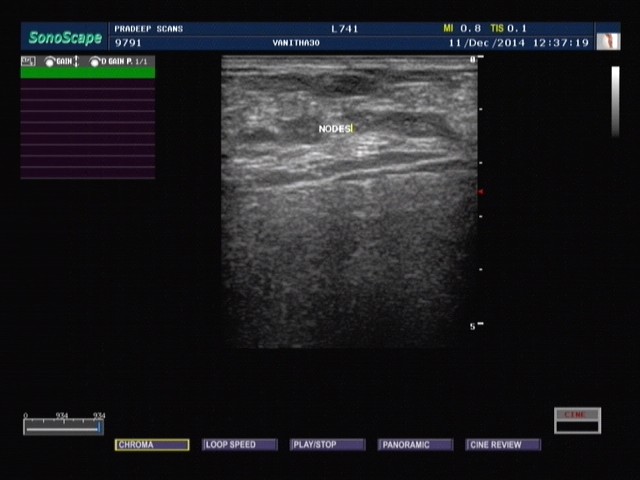 SonoScape
PRADEEP SCANS L741 MI 0.8 TIS 0.1
9791 VANITHA30 11/Dec/2014 12:37:19
GAIN D GAIN P. 1/1
0
NODES
5
0 934 934
CINE
CHROMA LOOP SPEED PLAY/STOP PANORAMIC CINE REVIEW